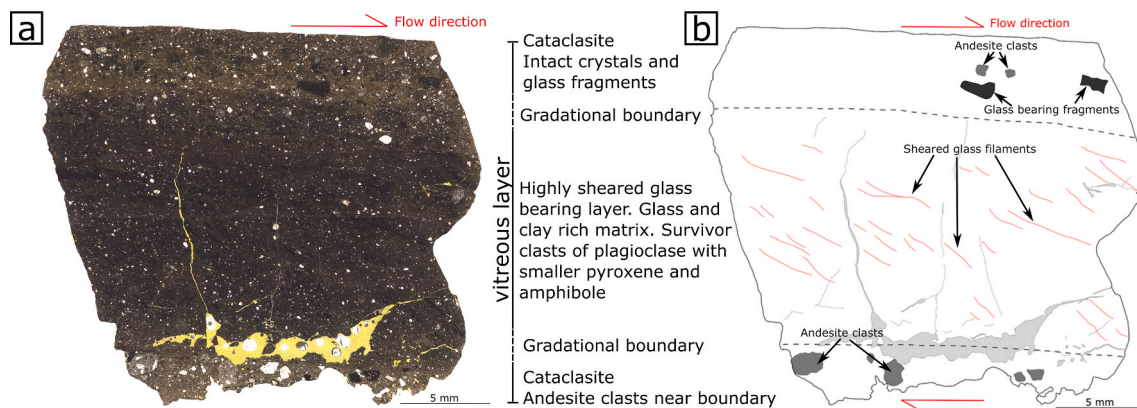 a
Flow direction
Cataclasite
Intact crystals and
glass fragments
Gradational boundary
vitreous layer
Highly sheared glass
bearing layer. Glass and
clay rich matrix. Survivor
clasts of plagioclase with
smaller pyroxene and
amphibole
Gradational boundary
Cataclasite
Andesite clasts near boundary
5 mm
b
Flow direction
Andesite clasts
Glass bearing fragments
Sheared glass filaments
Andesite clasts
5 mm